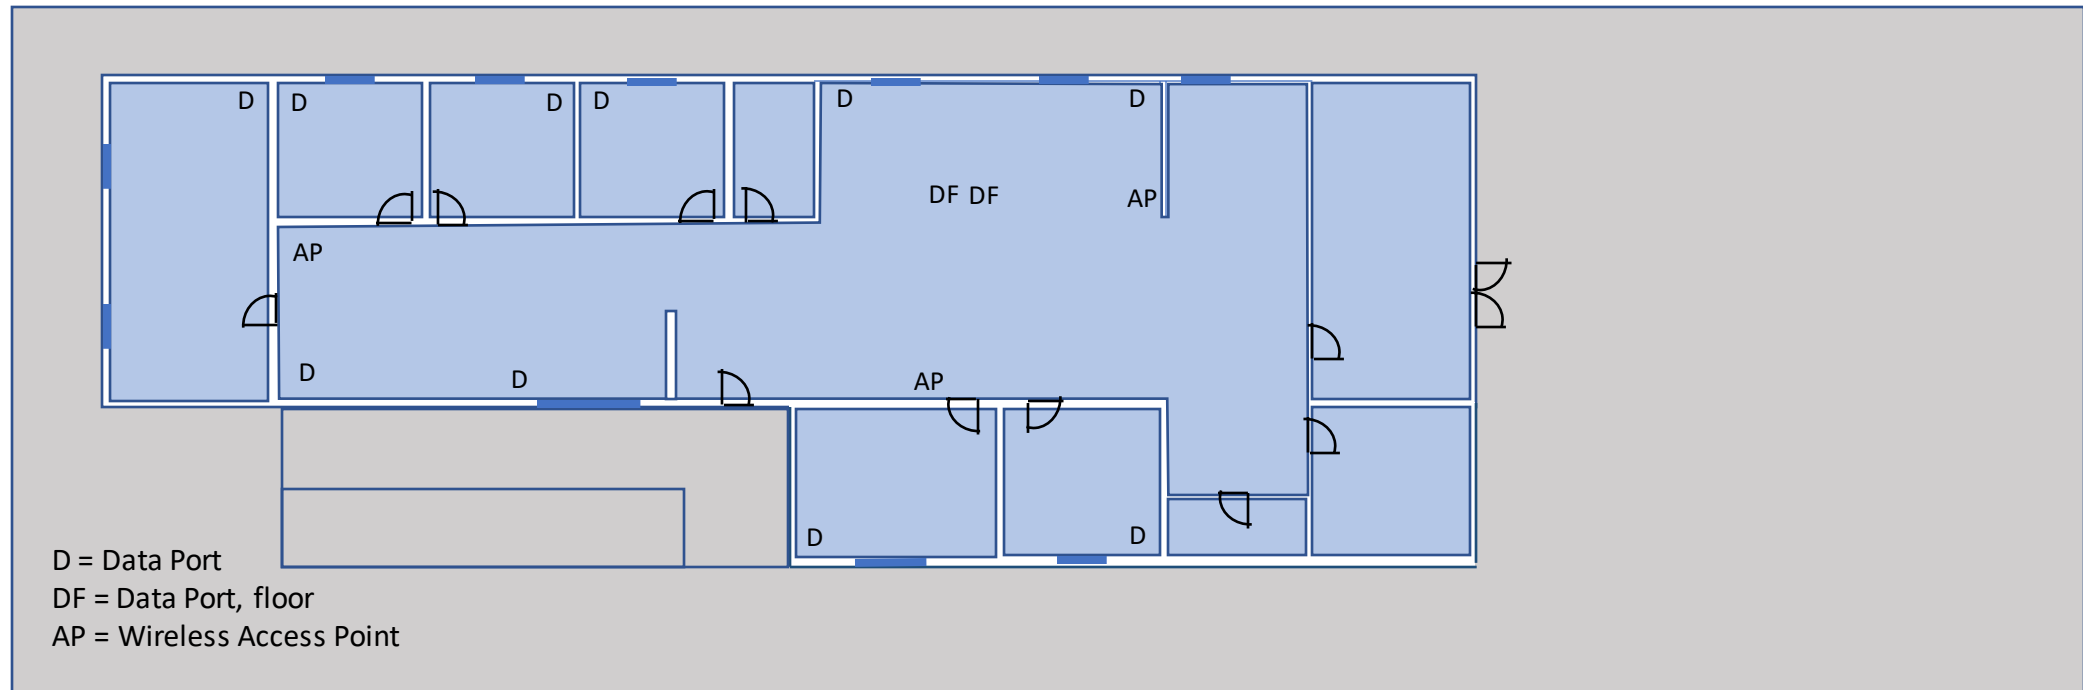 D
D
D
D
D
D
DF DF
AP
AP
D
D
AP
D
D
D = Data Port
DF = Data Port, floor
AP = Wireless Access Point